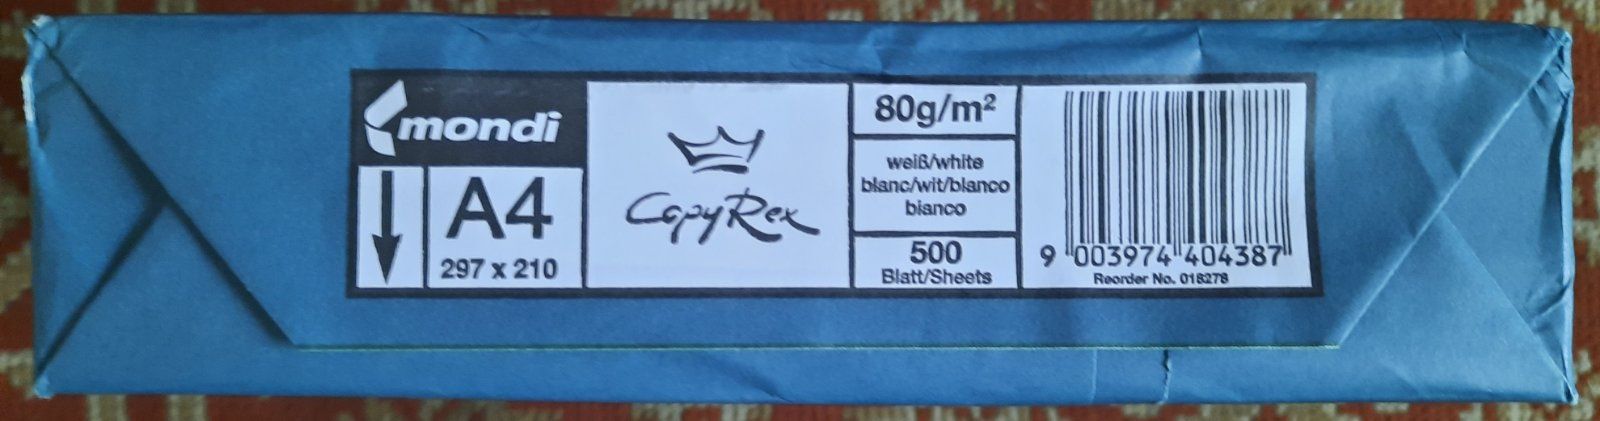 mondi
A4
297 x 210
CopyRex
80g/m²
weiß/white
blanc/wit/blanco
bianco
500
Blatt/Sheets
9 003974 404387
Reorder No. 018278